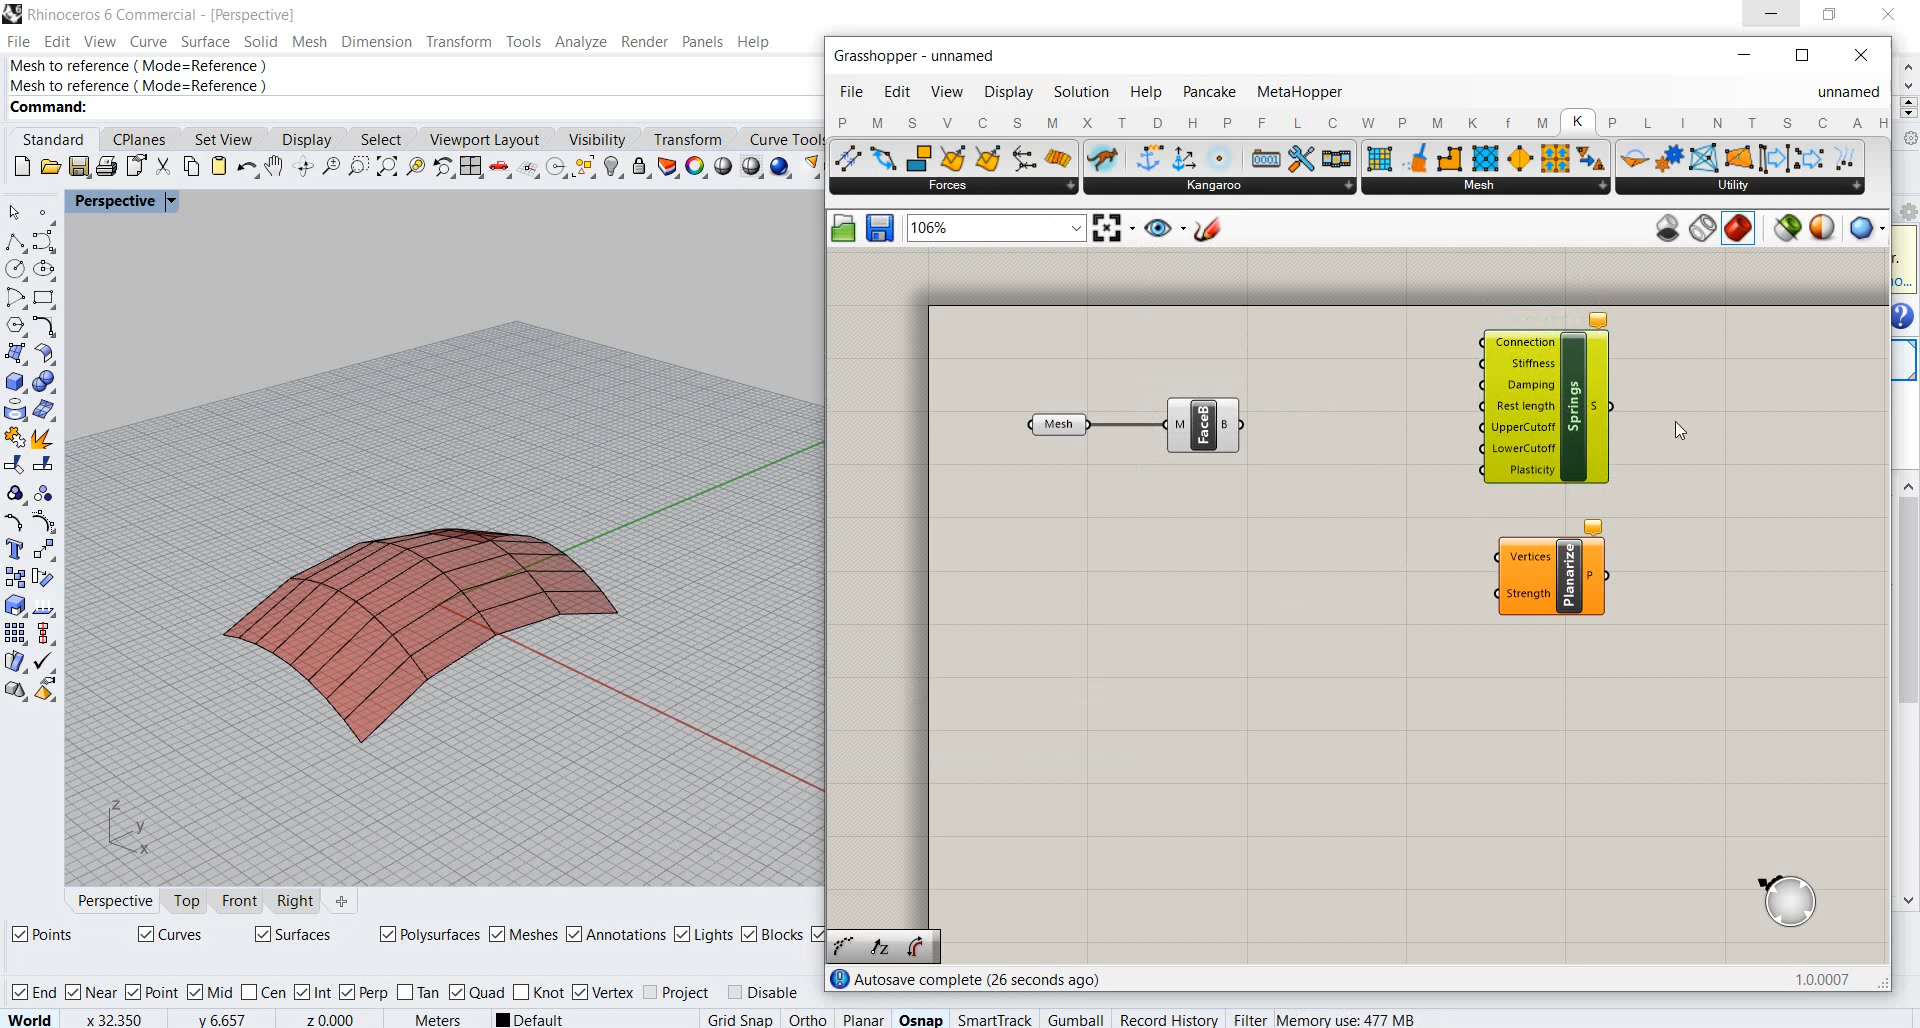 Rhinoceros 6 Commercial - [Perspective]
File Edit View Curve Surface Solid Mesh Dimension Transform Tools Analyze Render Panels Help
Mesh to reference ( Mode=Reference )
Mesh to reference ( Mode=Reference )
Command:
Standard CPlanes Set View Display Select Viewport Layout Visibility Transform Curve Tools
Perspective
z
y
x
Perspective Top Front Right
Points Curves Surfaces Polysurfaces Meshes Annotations Lights Blocks
End Near Point Mid Cen Int Perp Tan Quad Knot Vertex Project Disable
World x 32.350 y 6.657 z 0.000 Meters Default Grid Snap Ortho Planar Osnap SmartTrack Gumball Record History Filter Memory use: 477 MB
Grasshopper - unnamed
File Edit View Display Solution Help Pancake MetaHopper unnamed
P M S V C S M X T D H P F L C W P M K f M K P L I N T S C A H
0001
Forces Kangaroo Mesh Utility
106%
Mesh
M FaceB B
Connection
Stiffness
Damping
Rest length
UpperCutoff
LowerCutoff
Plasticity
Springs
S
Vertices
Strength
Planarize
P
Autosave complete (26 seconds ago) 1.0.0007
r.
o...